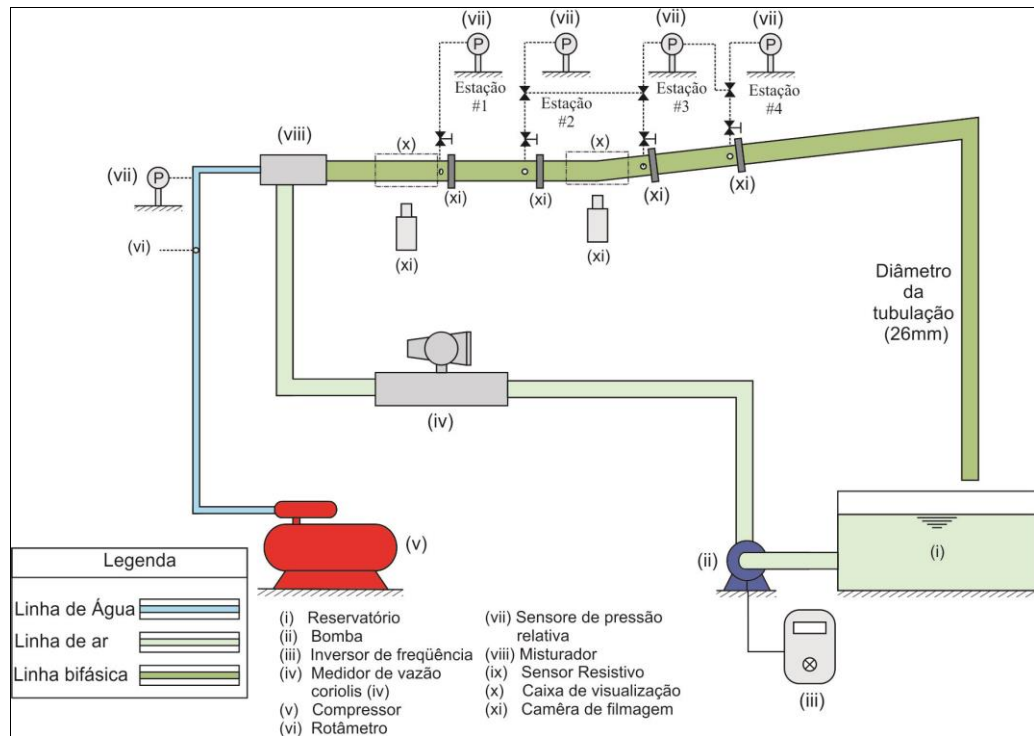 (vii)
(vii)
(vii)
(vii)
P
P
P
P
Estação
#1
Estação
#2
Estação
#3
Estação
#4
(viii)
(x)
(x)
(vii)
P
(xi)
(xi)
(xi)
(xi)
(vi)
(xi)
(xi)
Diâmetro
da
tubulação
(26mm)
(iv)
(v)
(ii)
(i)
(iii)
Legenda
Linha de Água
Linha de ar
Linha bifásica
(i) Reservatório
(ii) Bomba
(iii) Inversor de freqüência
(iv) Medidor de vazão
coriolis (iv)
(v) Compressor
(vi) Rotâmetro
(vii) Sensore de pressão
relativa
(viii) Misturador
(ix) Sensor Resistivo
(x) Caixa de visualização
(xi) Camêra de filmagem